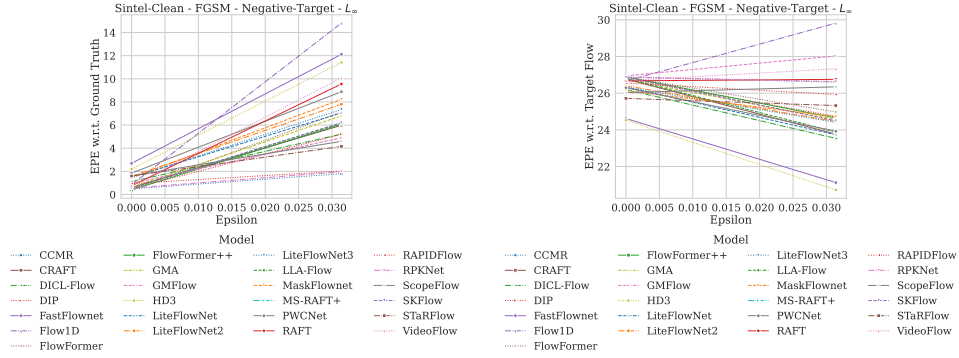 Sintel-Clean - FGSM - Negative-Target - L∞
EPE w.r.t. Ground Truth
14
12
10
8
6
4
2
0
0.000 0.005 0.010 0.015 0.020 0.025 0.030
Epsilon
Model
CCMR FlowFormer++ LiteFlowNet3 RAPIDFlow
CRAFT GMA LLA-Flow RPKNet
DICL-Flow GMFlow MaskFlownet ScopeFlow
DIP HD3 MS-RAFT+ SKFlow
FastFlownet LiteFlowNet PWCNet STaRFlow
Flow1D LiteFlowNet2 RAFT VideoFlow
FlowFormer
Sintel-Clean - FGSM - Negative-Target - L∞
EPE w.r.t. Target Flow
30
28
26
24
22
0.000 0.005 0.010 0.015 0.020 0.025 0.030
Epsilon
Model
CCMR FlowFormer++ LiteFlowNet3 RAPIDFlow
CRAFT GMA LLA-Flow RPKNet
DICL-Flow GMFlow MaskFlownet ScopeFlow
DIP HD3 MS-RAFT+ SKFlow
FastFlownet LiteFlowNet PWCNet STaRFlow
Flow1D LiteFlowNet2 RAFT VideoFlow
FlowFormer